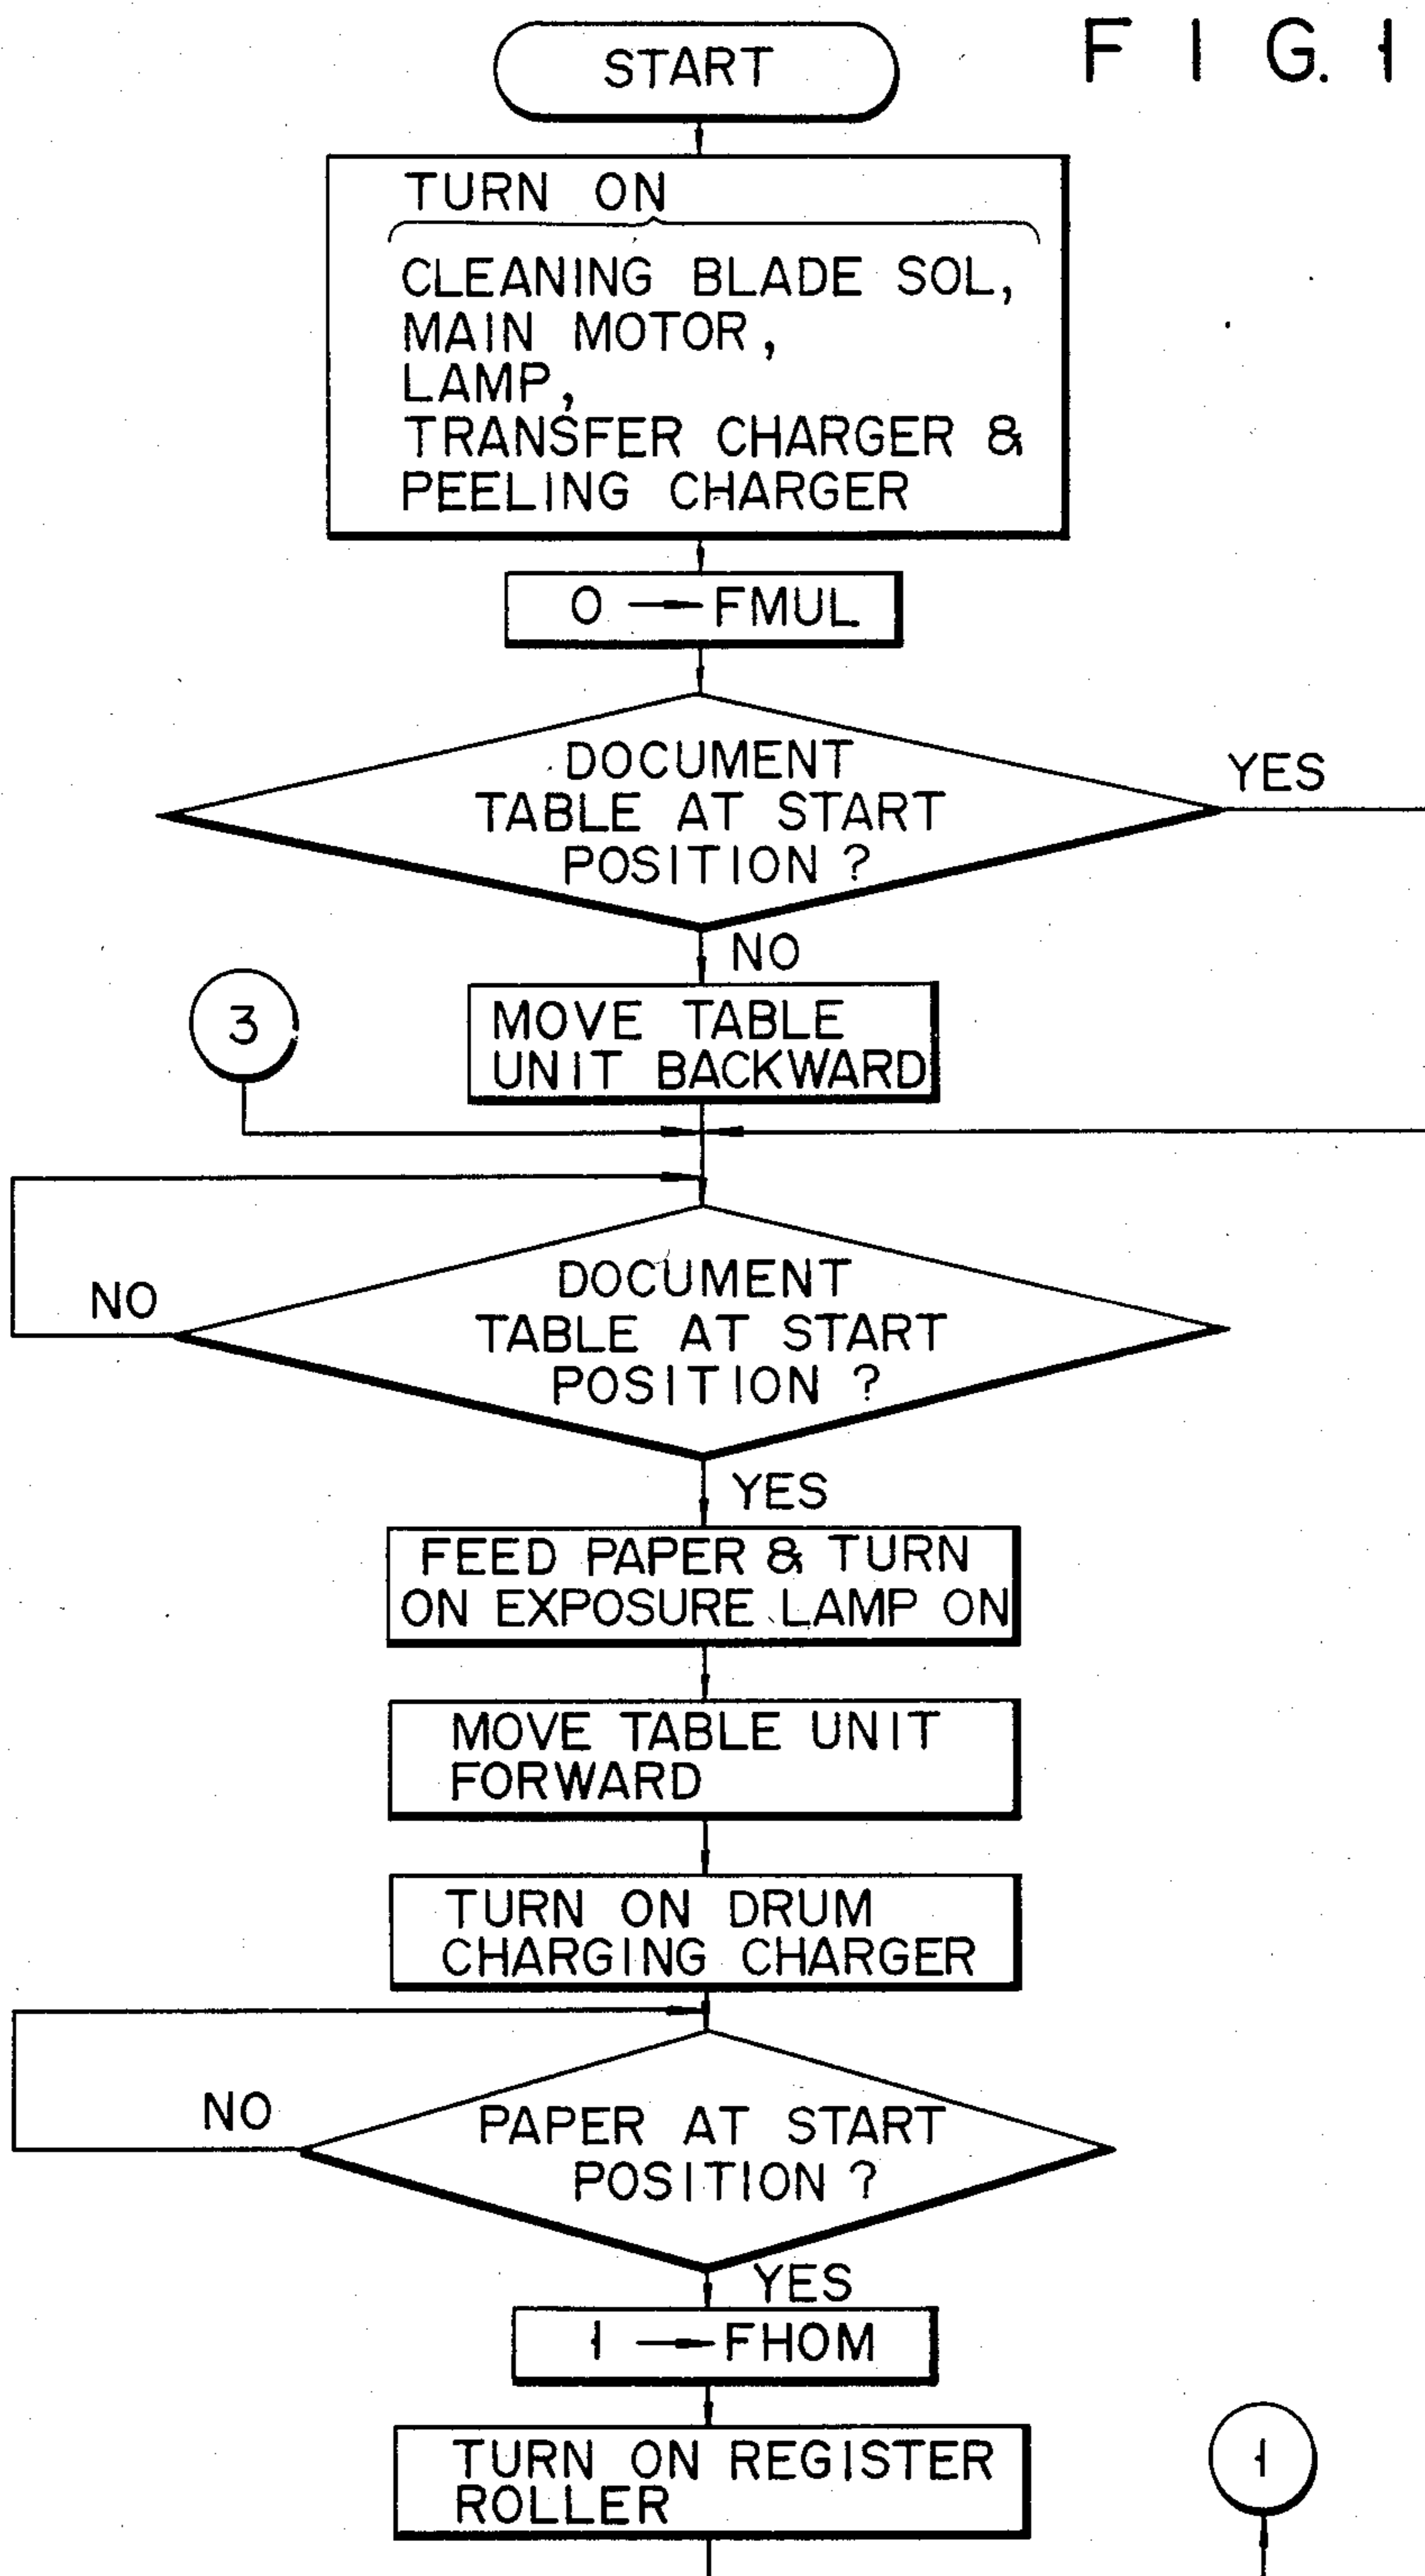 FIG. 1
START
TURN ON
CLEANING BLADE SOL,
MAIN MOTOR,
LAMP,
TRANSFER CHARGER &
PEELING CHARGER
0 → FMUL
DOCUMENT
TABLE AT START
POSITION ?
YES
NO
3
MOVE TABLE
UNIT BACKWARD
DOCUMENT
TABLE AT START
POSITION ?
NO
YES
FEED PAPER & TURN
ON EXPOSURE LAMP ON
MOVE TABLE UNIT
FORWARD
TURN ON DRUM
CHARGING CHARGER
PAPER AT START
POSITION ?
NO
YES
1 → FHOM
TURN ON REGISTER
ROLLER
1